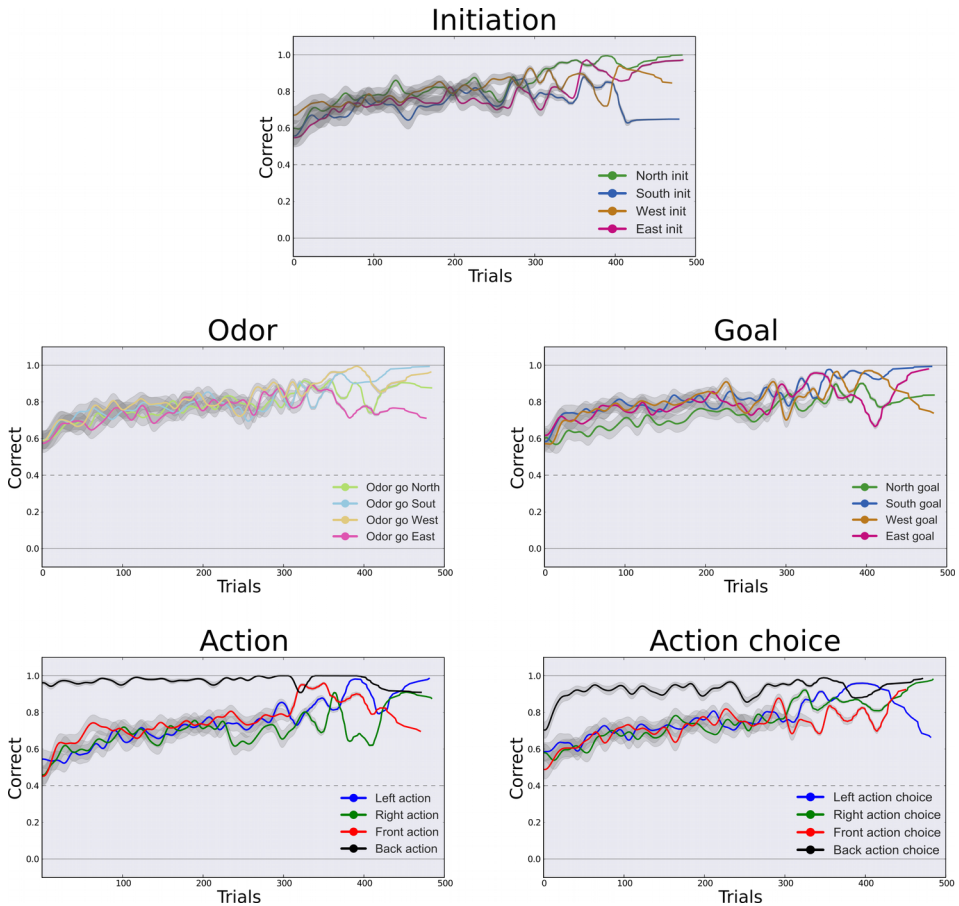 Initiation
1.0
0.8
0.6
0.4
0.2
0.0
Correct
North init
South init
West init
East init
0 100 200 300 400 500
Trials
Odor
1.0
0.8
0.6
0.4
0.2
0.0
Correct
Odor go North
Odor go Sout
Odor go West
Odor go East
0 100 200 300 400 500
Trials
Goal
1.0
0.8
0.6
0.4
0.2
0.0
Correct
North goal
South goal
West goal
East goal
0 100 200 300 400 500
Trials
Action
1.0
0.8
0.6
0.4
0.2
0.0
Correct
Left action
Right action
Front action
Back action
100 200 300 400 500
Trials
Action choice
1.0
0.8
0.6
0.4
0.2
0.0
Correct
Left action choice
Right action choice
Front action choice
Back action choice
0 100 200 300 400 500
Trials